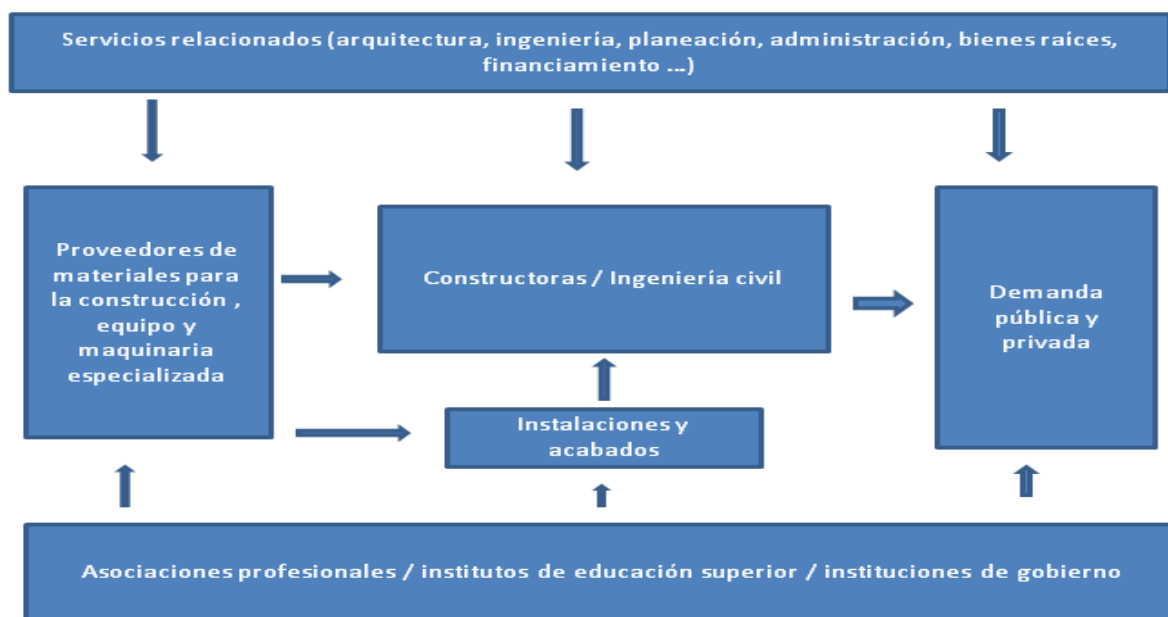 Servicios relacionados (arquitectura, ingeniería, planeación, administración, bienes raíces,
financiamiento ...)
Proveedores de
materiales para
la construcción ,
equipo y
maquinaria
especializada
Constructoras / Ingeniería civil
Demanda
pública y
privada
Instalaciones y
acabados
Asociaciones profesionales / institutos de educación superior / instituciones de gobierno